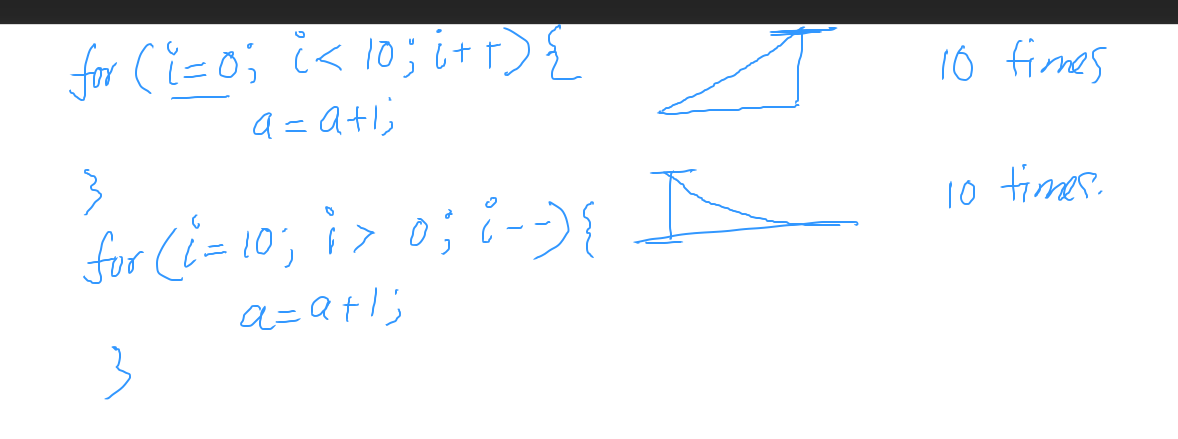 for (i=0; i< 10; i++) { 10 times
a = a+1;
}
10 times.
for (i=10; i> 0; i--) {
a=a+1;
}